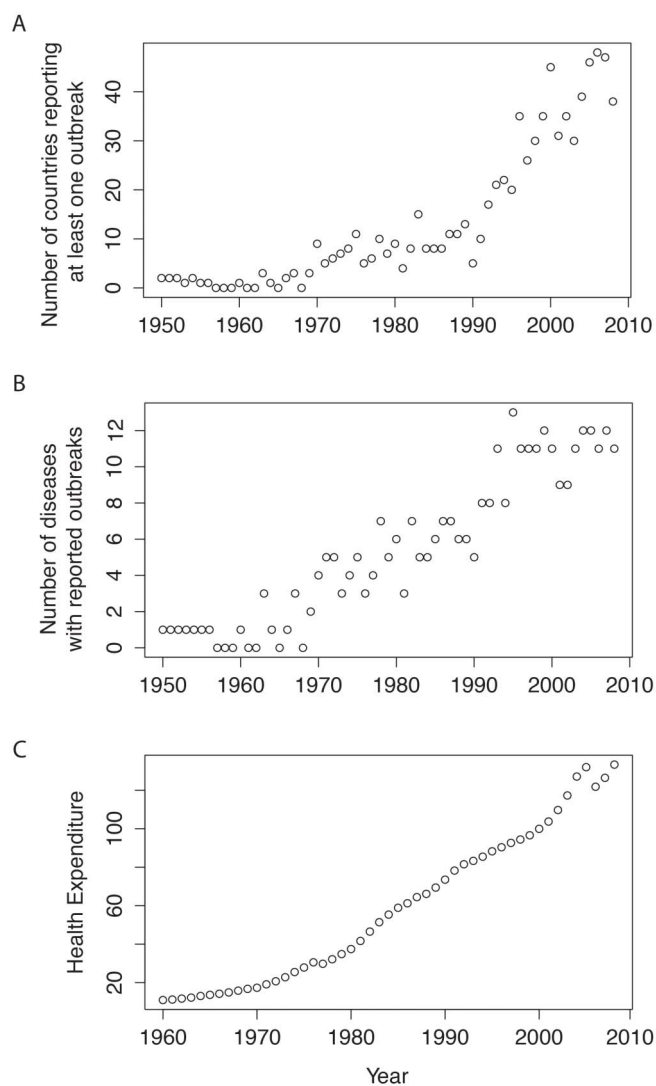 A
Number of countries reporting
at least one outbreak
40
30
20
10
0
1950 1960 1970 1980 1990 2000 2010
B
Number of diseases
with reported outbreaks
12
10
8
6
4
2
0
1950 1960 1970 1980 1990 2000 2010
C
Health Expenditure
100
60
20
1960 1970 1980 1990 2000 2010
Year